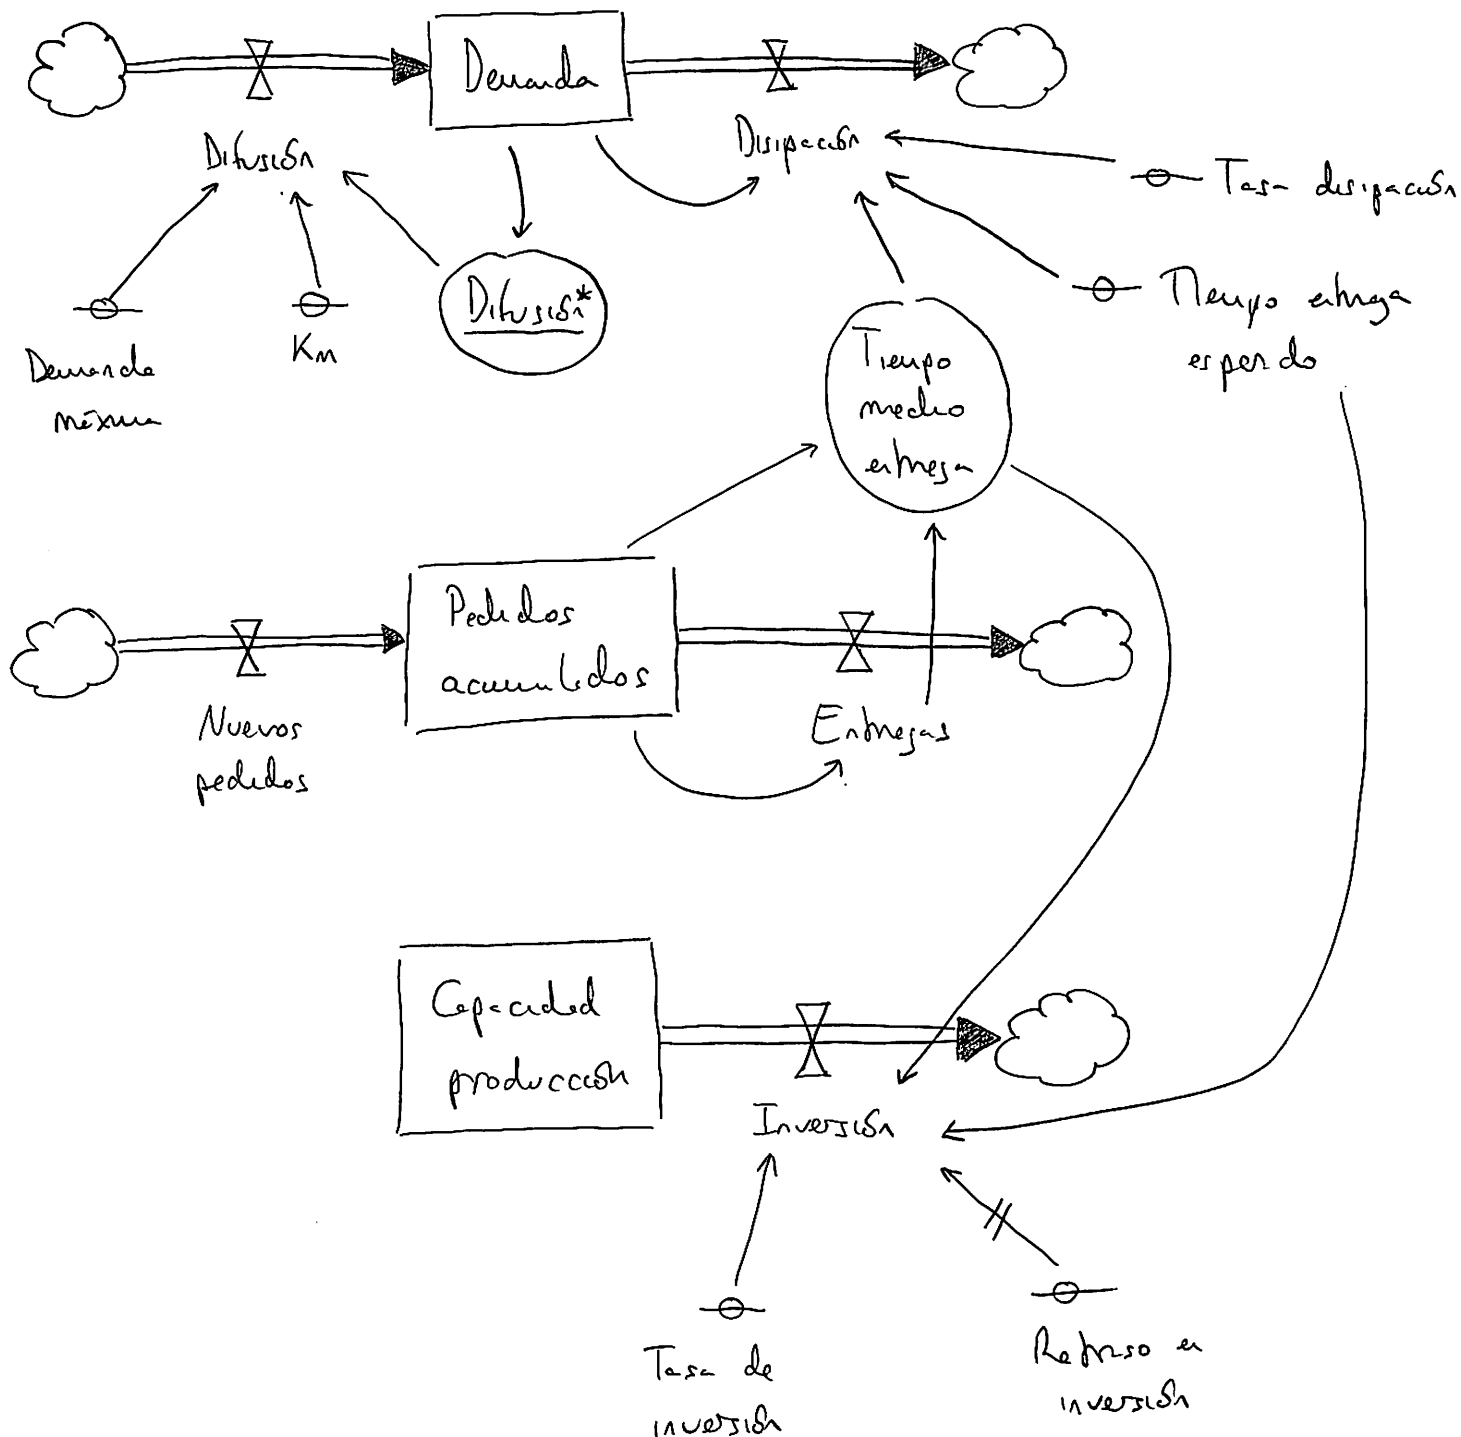 Demanda
Difusión
Disipación
Tasa disipación
Difusión*
Tiempo entrega
esperado
Km
Demanda
máxima
Tiempo
medio
entrega
Pedidos
acumulados
Nuevos
pedidos
Entregas
Capacidad
producción
Inversión
Tasa de
inversión
Retraso en
inversión